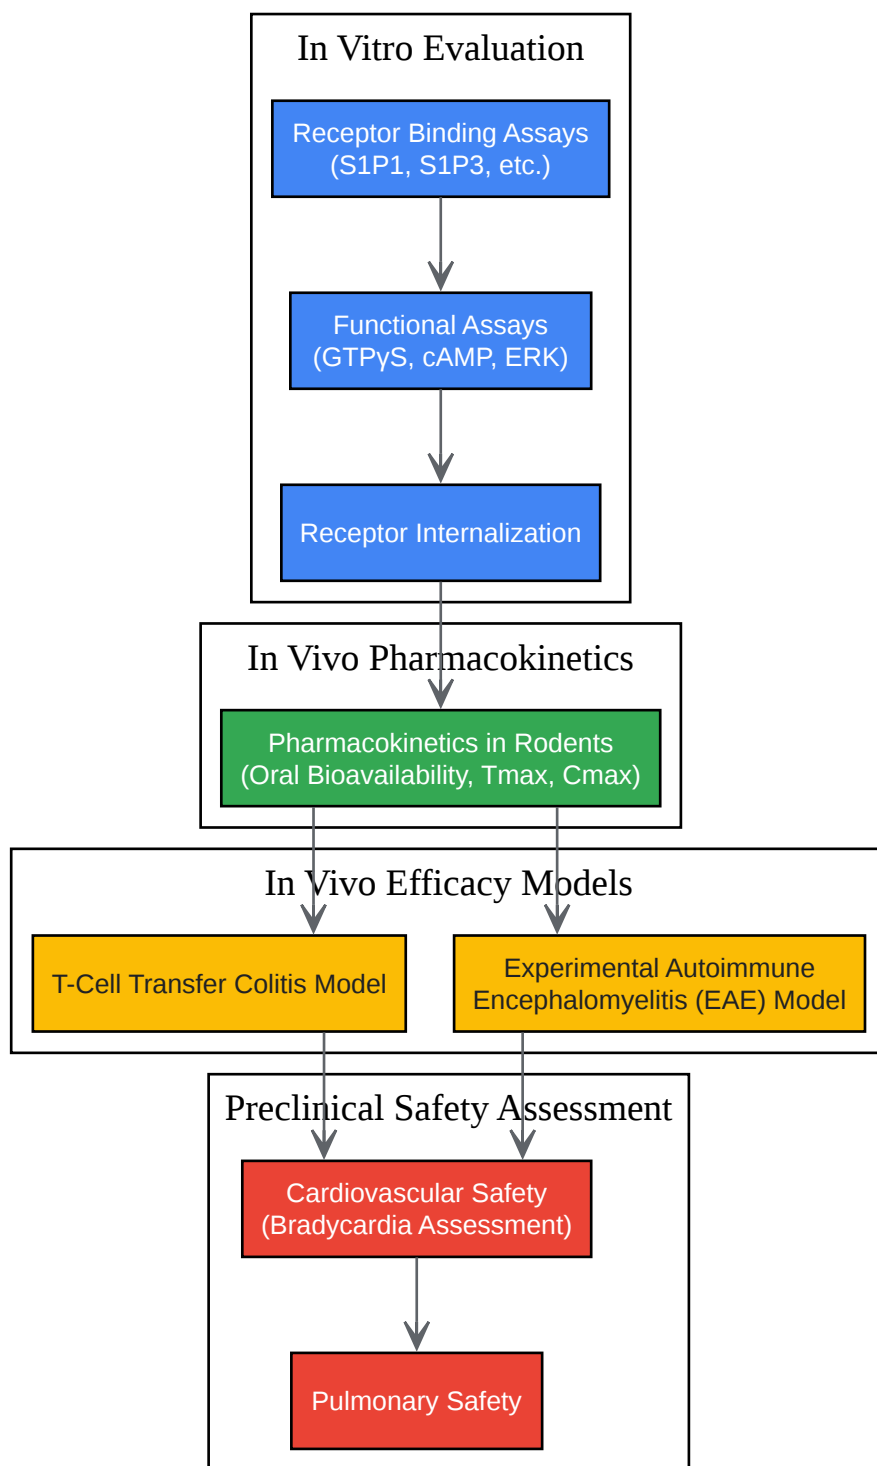 In Vitro Evaluation
Receptor Binding Assays
(S1P1, S1P3, etc.)
Functional Assays
(GTPγS, cAMP, ERK)
Receptor Internalization
In Vivo Pharmacokinetics
Pharmacokinetics in Rodents
(Oral Bioavailability, Tmax, Cmax)
In Vivo Efficacy Models
T-Cell Transfer Colitis Model
Experimental Autoimmune
Encephalomyelitis (EAE) Model
Preclinical Safety Assessment
Cardiovascular Safety
(Bradycardia Assessment)
Pulmonary Safety